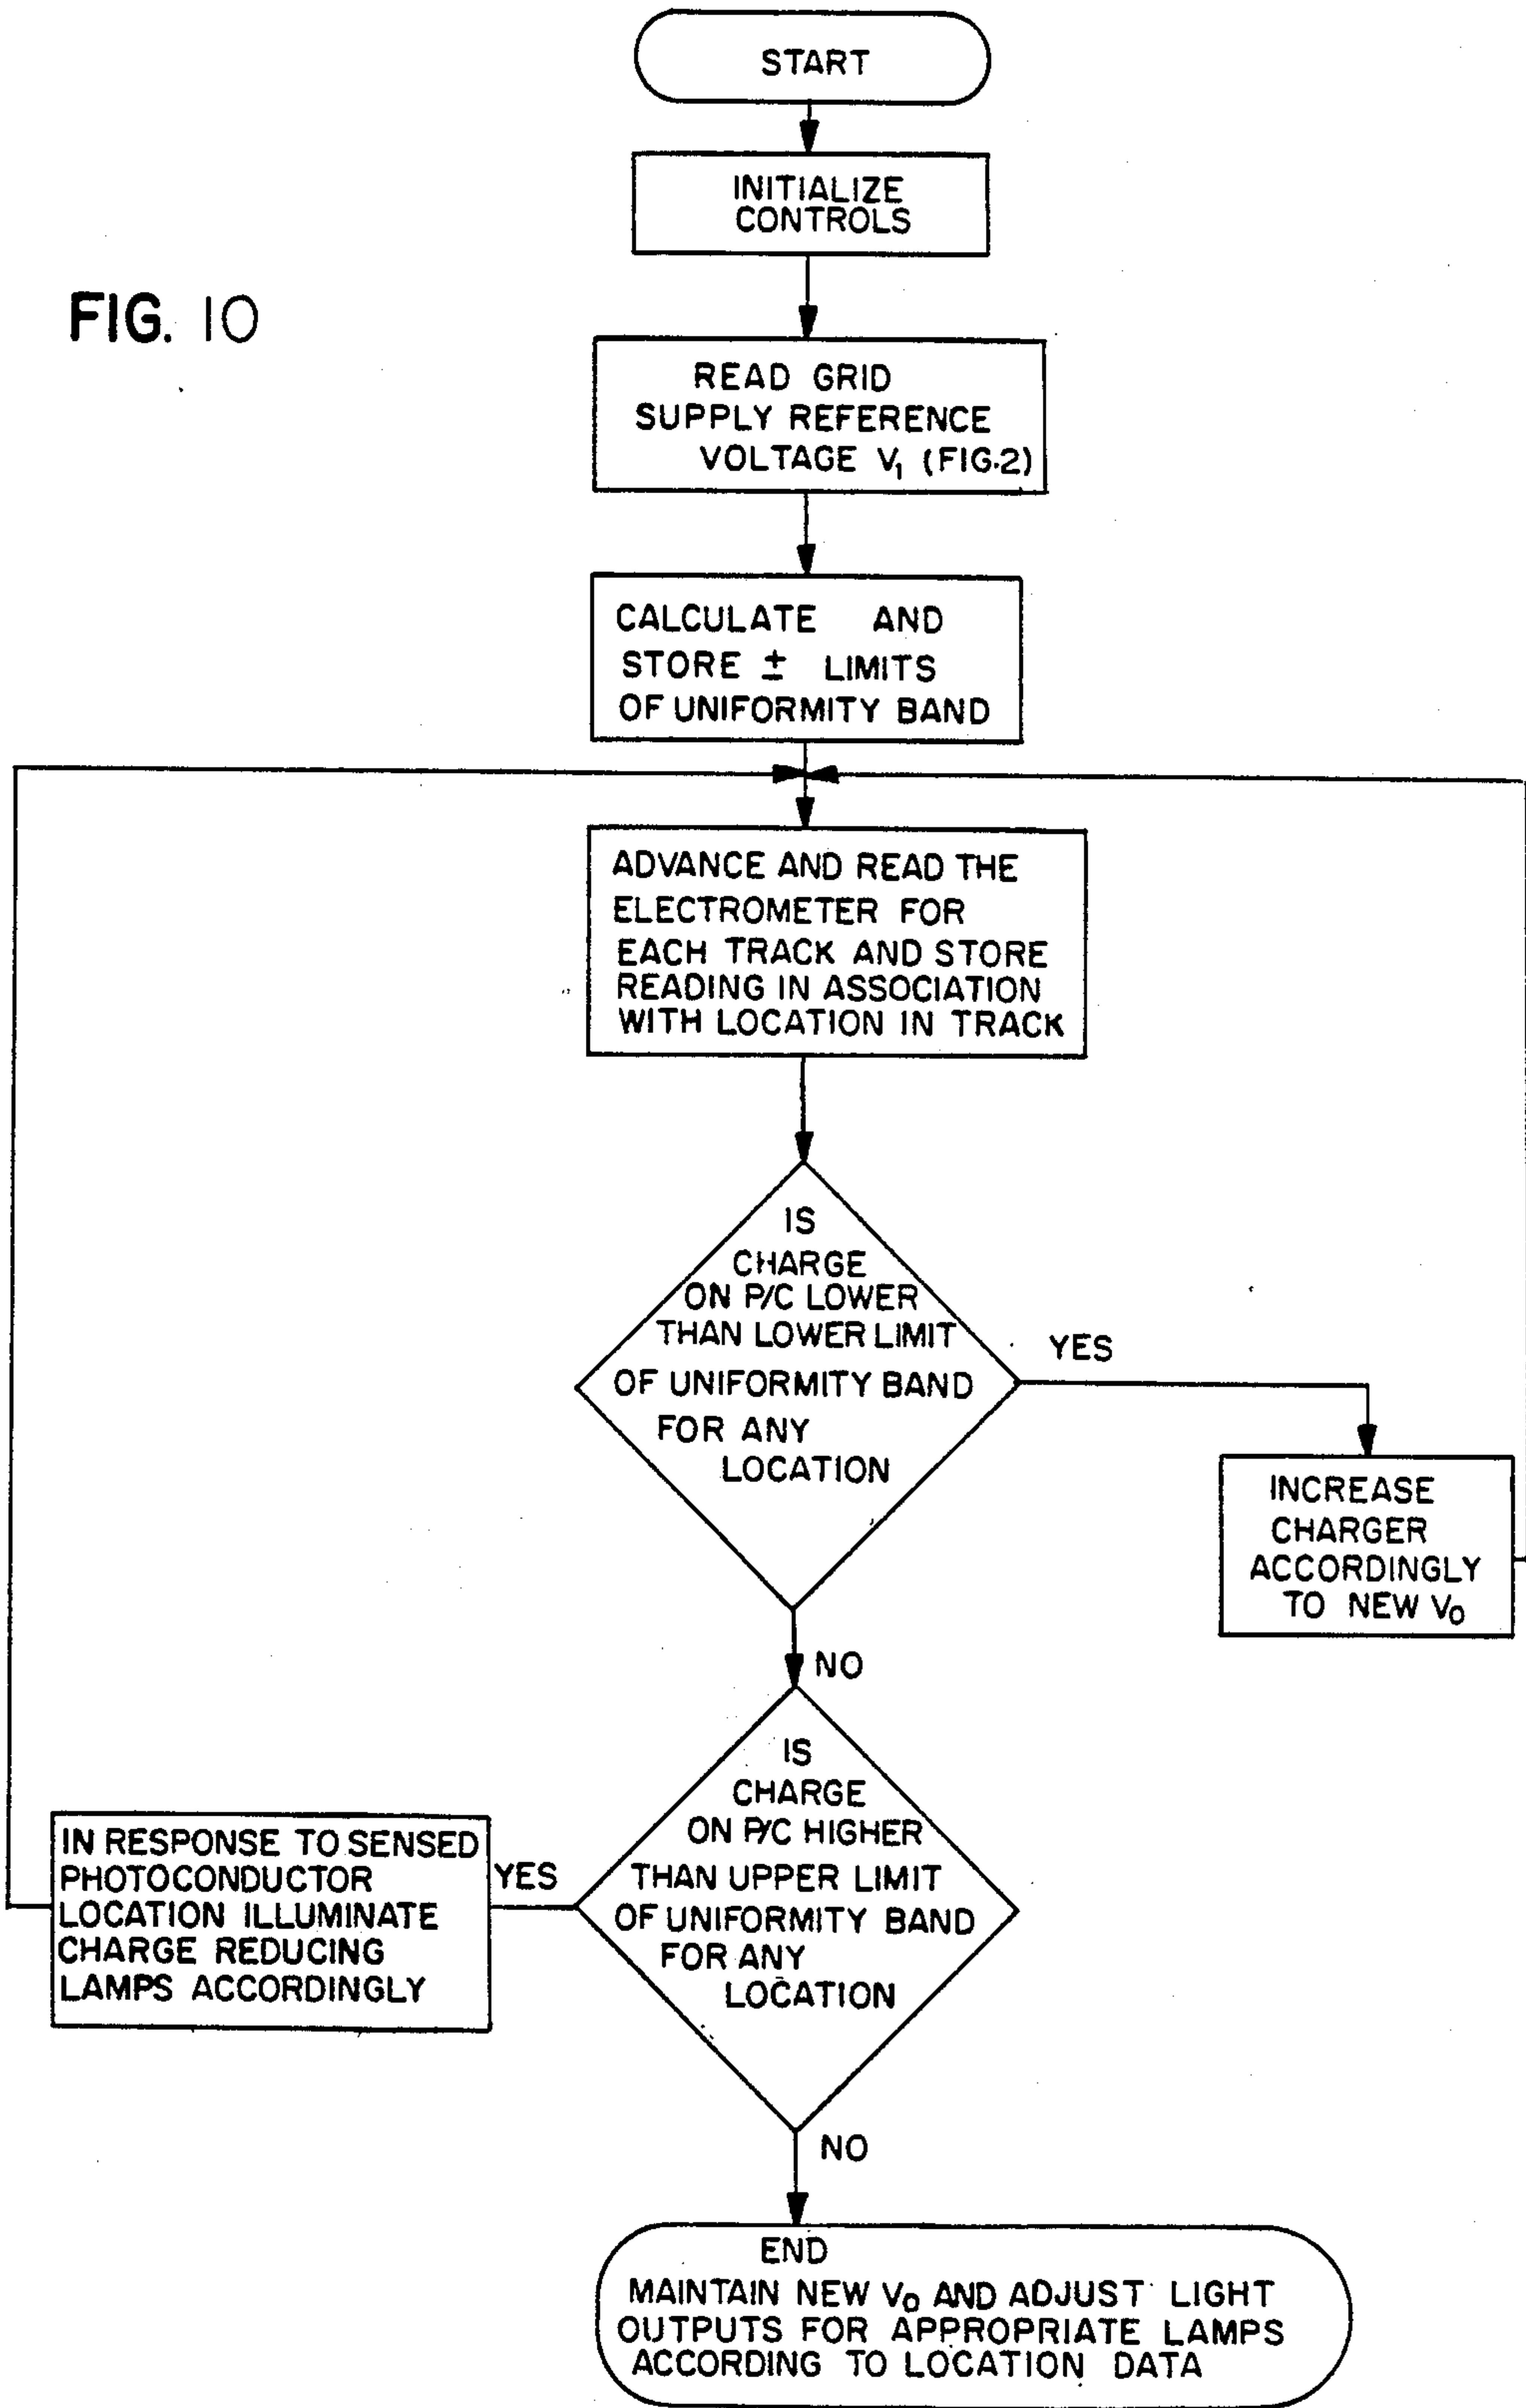 START
INITIALIZE
CONTROLS
FIG. 10
READ GRID
SUPPLY REFERENCE
VOLTAGE V₁ (FIG.2)
CALCULATE AND
STORE ± LIMITS
OF UNIFORMITY BAND
ADVANCE AND READ THE
ELECTROMETER FOR
EACH TRACK AND STORE
READING IN ASSOCIATION
WITH LOCATION IN TRACK
IS
CHARGE
ON P/C LOWER
THAN LOWER LIMIT
OF UNIFORMITY BAND
FOR ANY
LOCATION
YES
INCREASE
CHARGER
ACCORDINGLY
TO NEW V₀
NO
IS
CHARGE
ON P/C HIGHER
THAN UPPER LIMIT
OF UNIFORMITY BAND
FOR ANY
LOCATION
YES
IN RESPONSE TO SENSED
PHOTOCONDUCTOR
LOCATION ILLUMINATE
CHARGE REDUCING
LAMPS ACCORDINGLY
NO
END
MAINTAIN NEW V₀ AND ADJUST LIGHT
OUTPUTS FOR APPROPRIATE LAMPS
ACCORDING TO LOCATION DATA